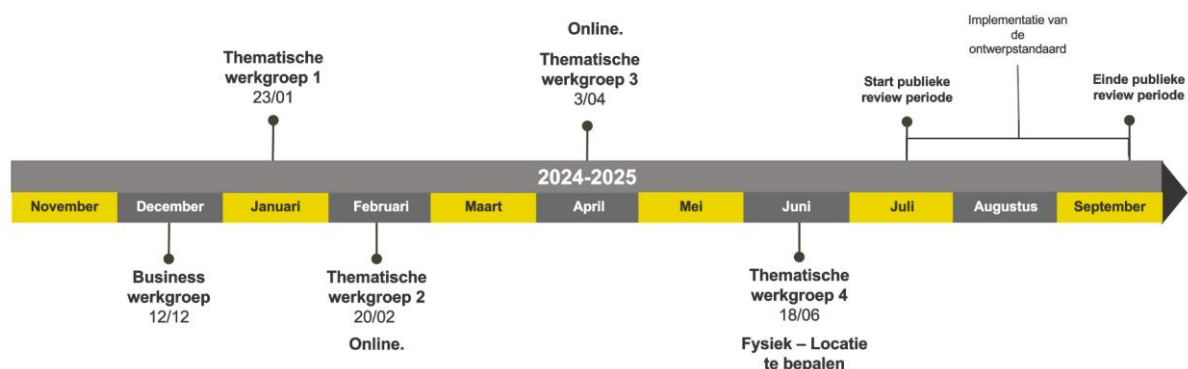 Implementatie van
de
ontwerpstandaard
Online.
Thematische
werkgroep 1
23/01
Thematische
werkgroep 3
3/04
Start publieke
review periode
Einde publieke
review periode
2024-2025
November
December
Januari
Februari
Maart
April
Mei
Juni
Juli
Augustus
September
Business
werkgroep
12/12
Thematische
werkgroep 2
20/02
Online.
Thematische
werkgroep 4
18/06
Fysiek – Locatie
te bepalen